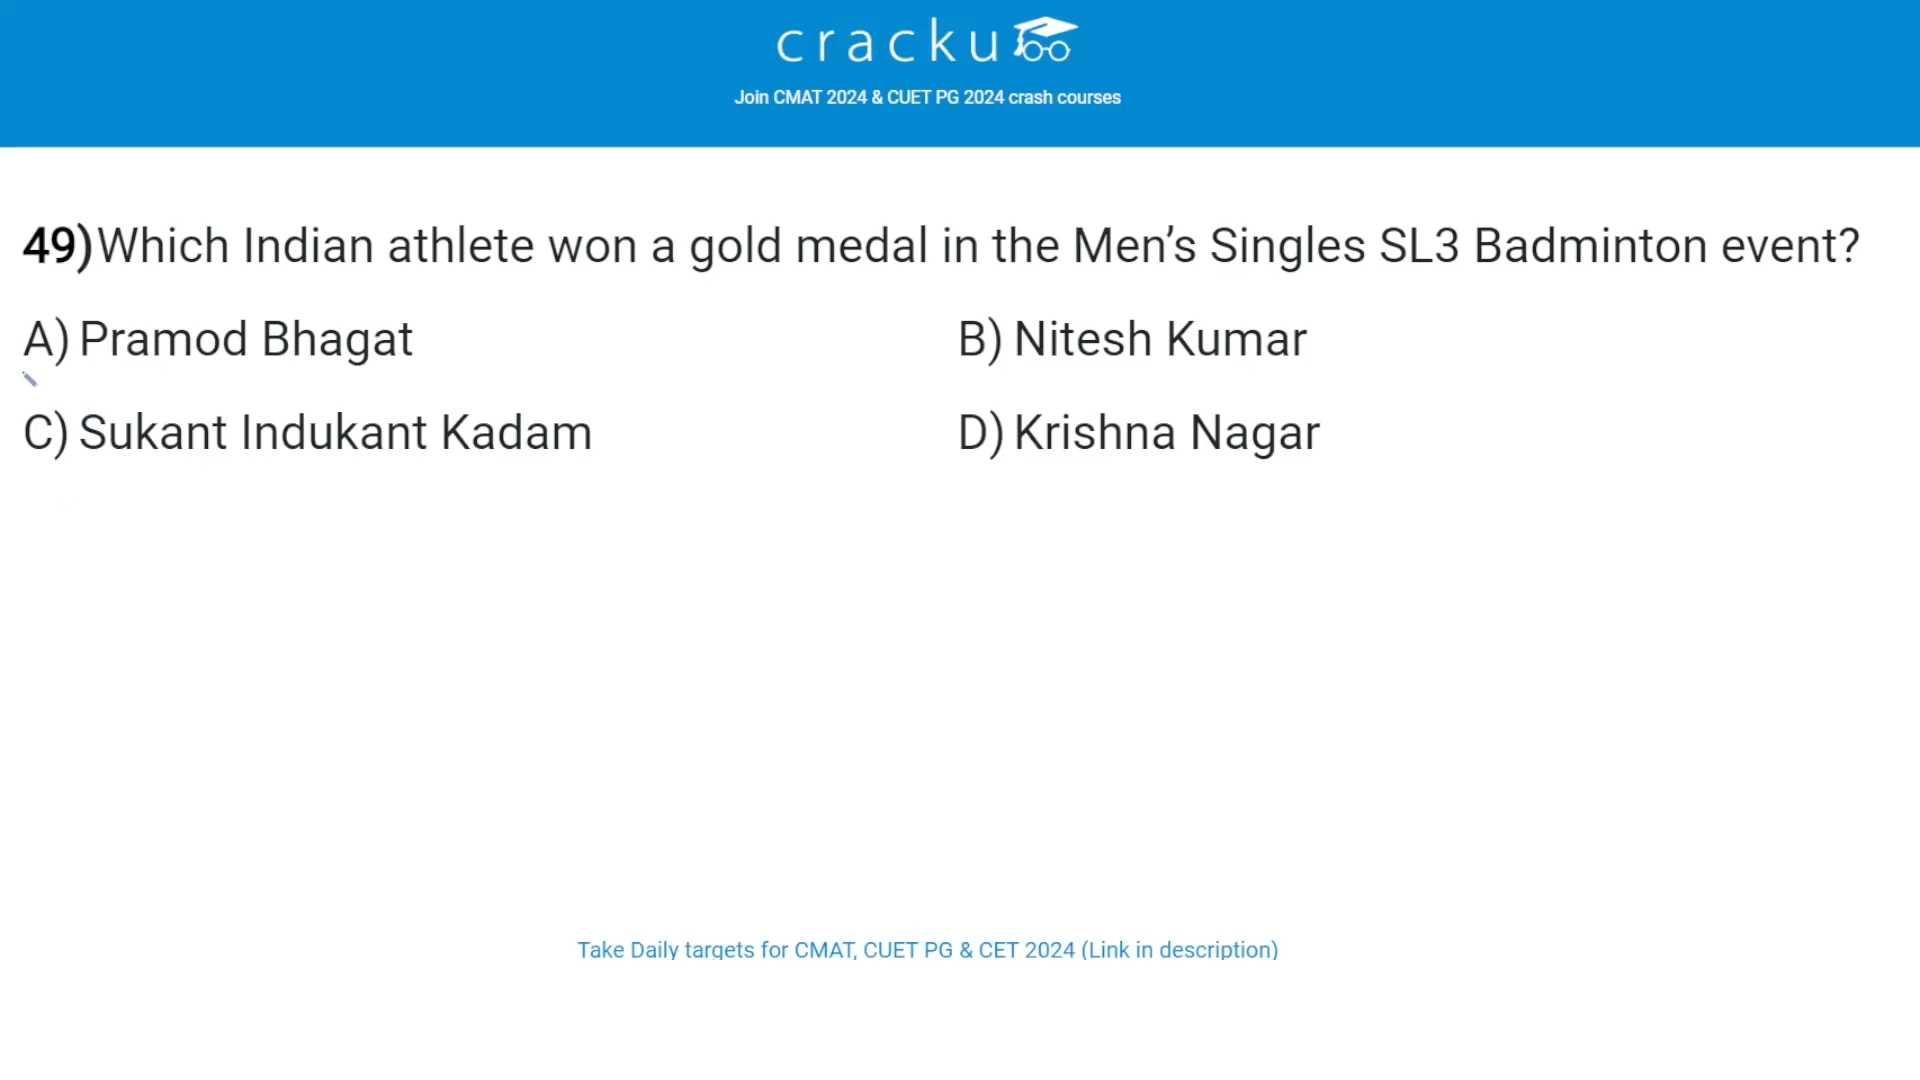 cracku
Join CMAT 2024 & CUET PG 2024 crash courses
49)Which Indian athlete won a gold medal in the Men’s Singles SL3 Badminton event?
A) Pramod Bhagat
B) Nitesh Kumar
C) Sukant Indukant Kadam
D) Krishna Nagar
Take Daily targets for CMAT, CUET PG & CET 2024 (Link in description)